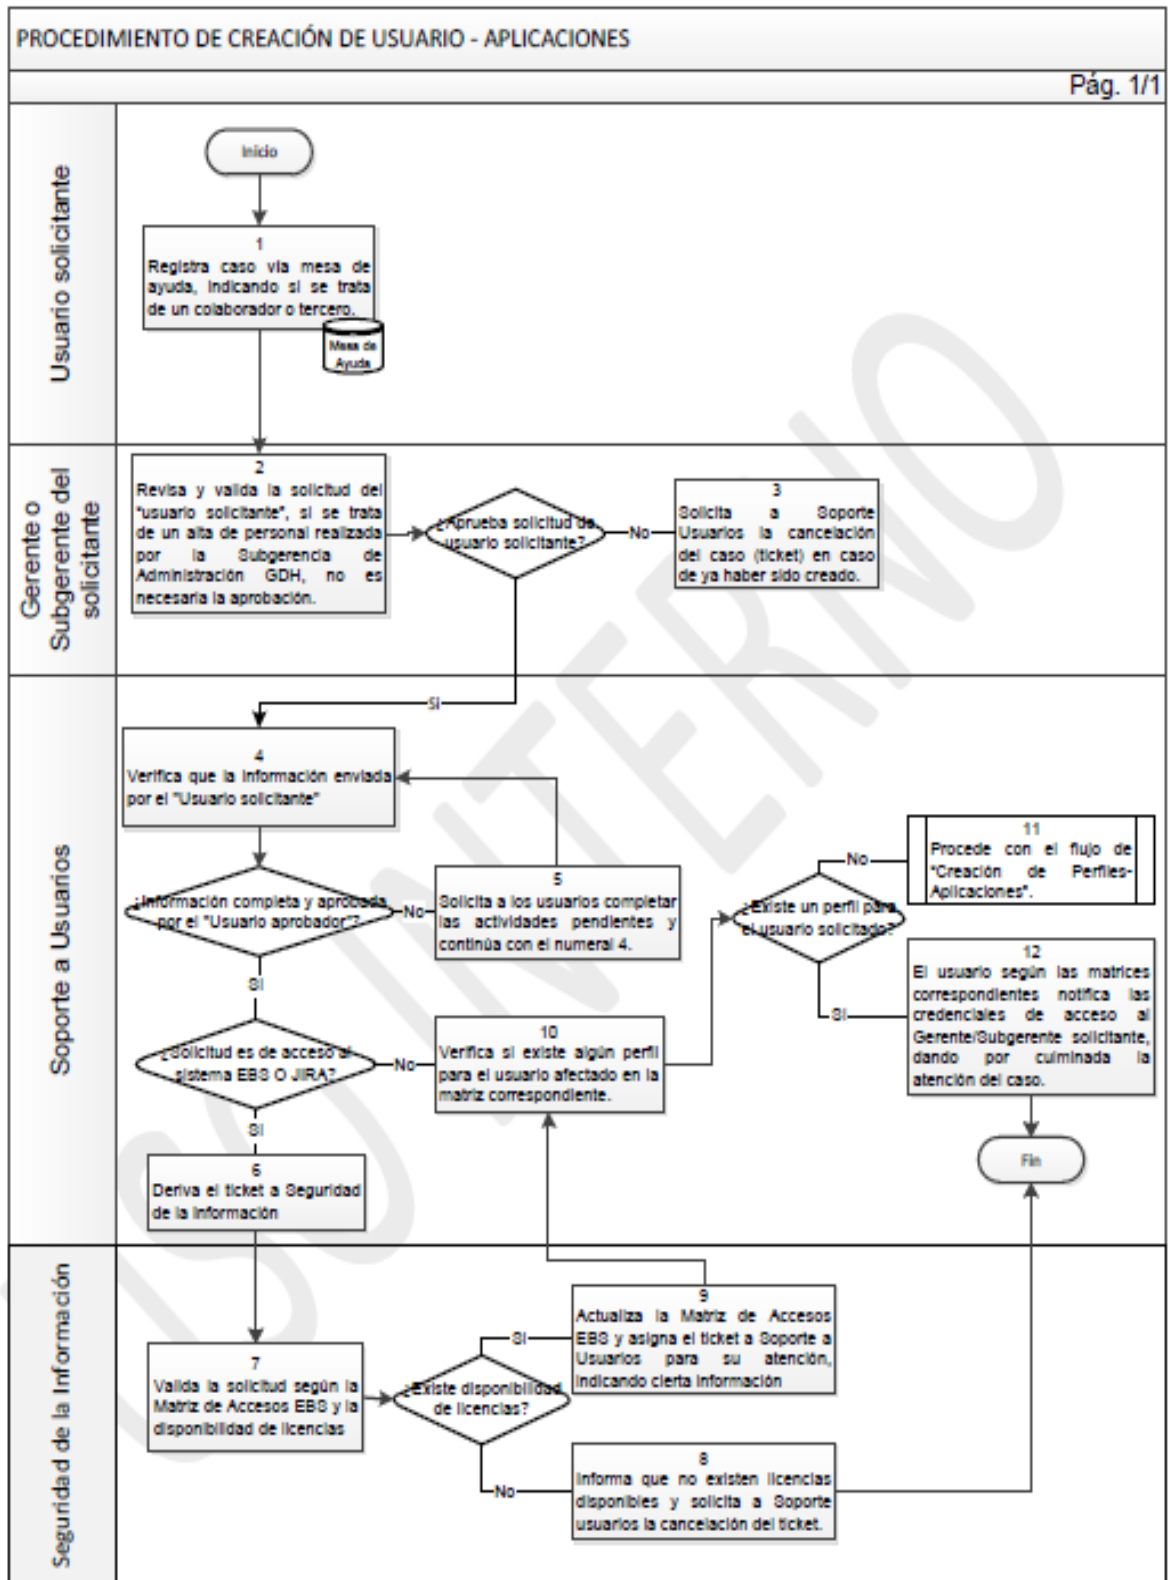 PROCEDIMIENTO DE CREACIÓN DE USUARIO - APLICACIONES
Pág. 1/1
Usuario solicitante
Inicio
1
Registra caso vía mesa de
ayuda, indicando si se trata
de un colaborador o tercero.
Mesa de
Ayuda
Gerente o
Subgerente del
solicitante
2
Revisa y valida la solicitud del
"usuario solicitante", si se trata
de un alta de personal realizada
por la Subgerencia de
Administración GDH, no es
necesaria la aprobación.
¿Aprueba solicitud de
usuario solicitante?
No
3
Solicita a Soporte
Usuarios la cancelación
del caso (ticket) en caso
de ya haber sido creado.
Si
Soporte a Usuarios
4
Verifica que la información enviada
por el "Usuario solicitante"
¿Información completa y aprobada
por el "Usuario aprobador"?
No
5
Solicita a los usuarios completar
las actividades pendientes y
continúa con el numeral 4.
Si
¿Solicitud es de acceso al
sistema EBS O JIRA?
No
10
Verifica si existe algún perfil
para el usuario afectado en la
matriz correspondiente.
¿Existe un perfil para
el usuario solicitado?
No
11
Procede con el flujo de
"Creación de Perfiles-
Aplicaciones".
Si
12
El usuario según las matrices
correspondientes notifica las
credenciales de acceso al
Gerente/Subgerente solicitante,
dando por culminada la
atención del caso.
Fin
Si
6
Deriva el ticket a Seguridad
de la Información
Seguridad de la Información
7
Valida la solicitud según la
Matriz de Accesos EBS y la
disponibilidad de licencias
¿Existe disponibilidad
de licencias?
Si
9
Actualiza la Matriz de Accesos
EBS y asigna el ticket a Soporte a
Usuarios para su atención,
indicando cierta información
No
8
Informa que no existen licencias
disponibles y solicita a Soporte
usuarios la cancelación del ticket.
USO INTERNO